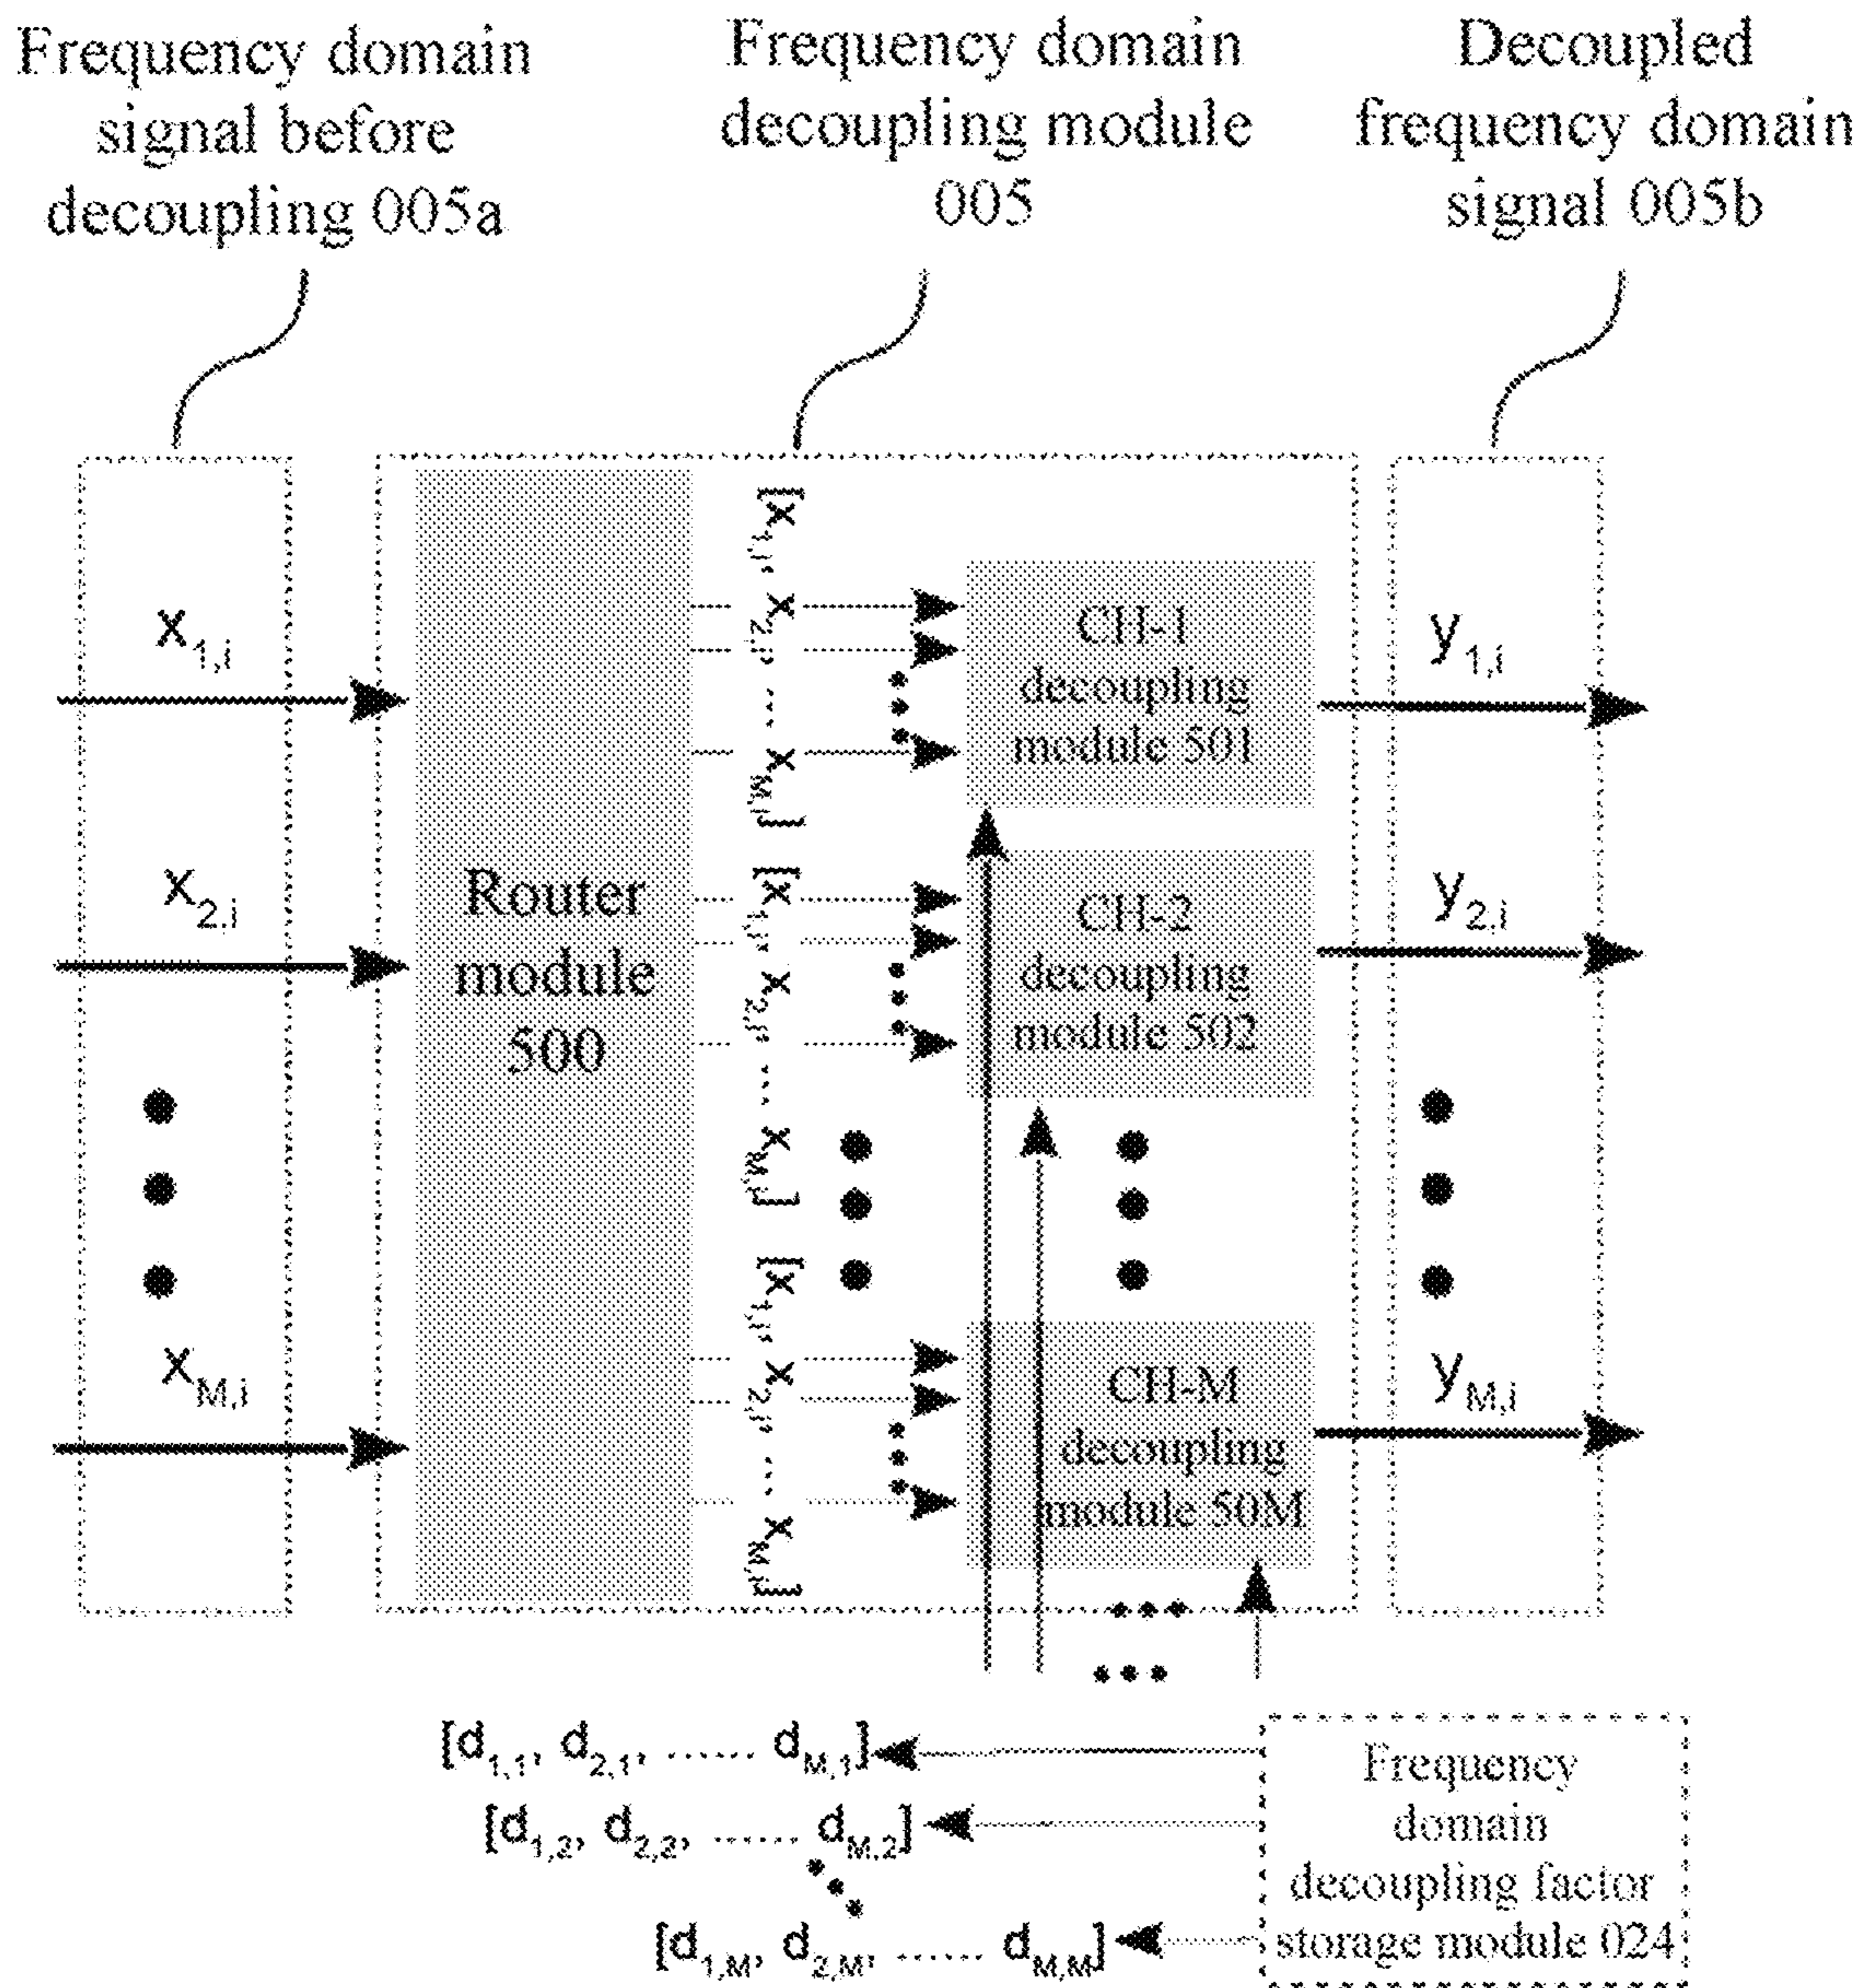 Frequency domain
signal before
decoupling 005a
Frequency domain
decoupling module
005
Decoupled
frequency domain
signal 005b
x1,i
x2,i
xM,i
Router
module
500
[x1,i, x2,i, ... xM,i]
[x1,i, x2,i, ... xM,i]
[x1,i, x2,i, ... xM,i]
CH-1
decoupling
module 501
CH-2
decoupling
module 502
CH-M
decoupling
module 50M
y1,i
y2,i
yM,i
[d1,1, d2,1, ...... dM,1]
[d1,2, d2,2, ...... dM,2]
[d1,M, d2,M, ...... dM,M]
Frequency
domain
decoupling factor
storage module 024